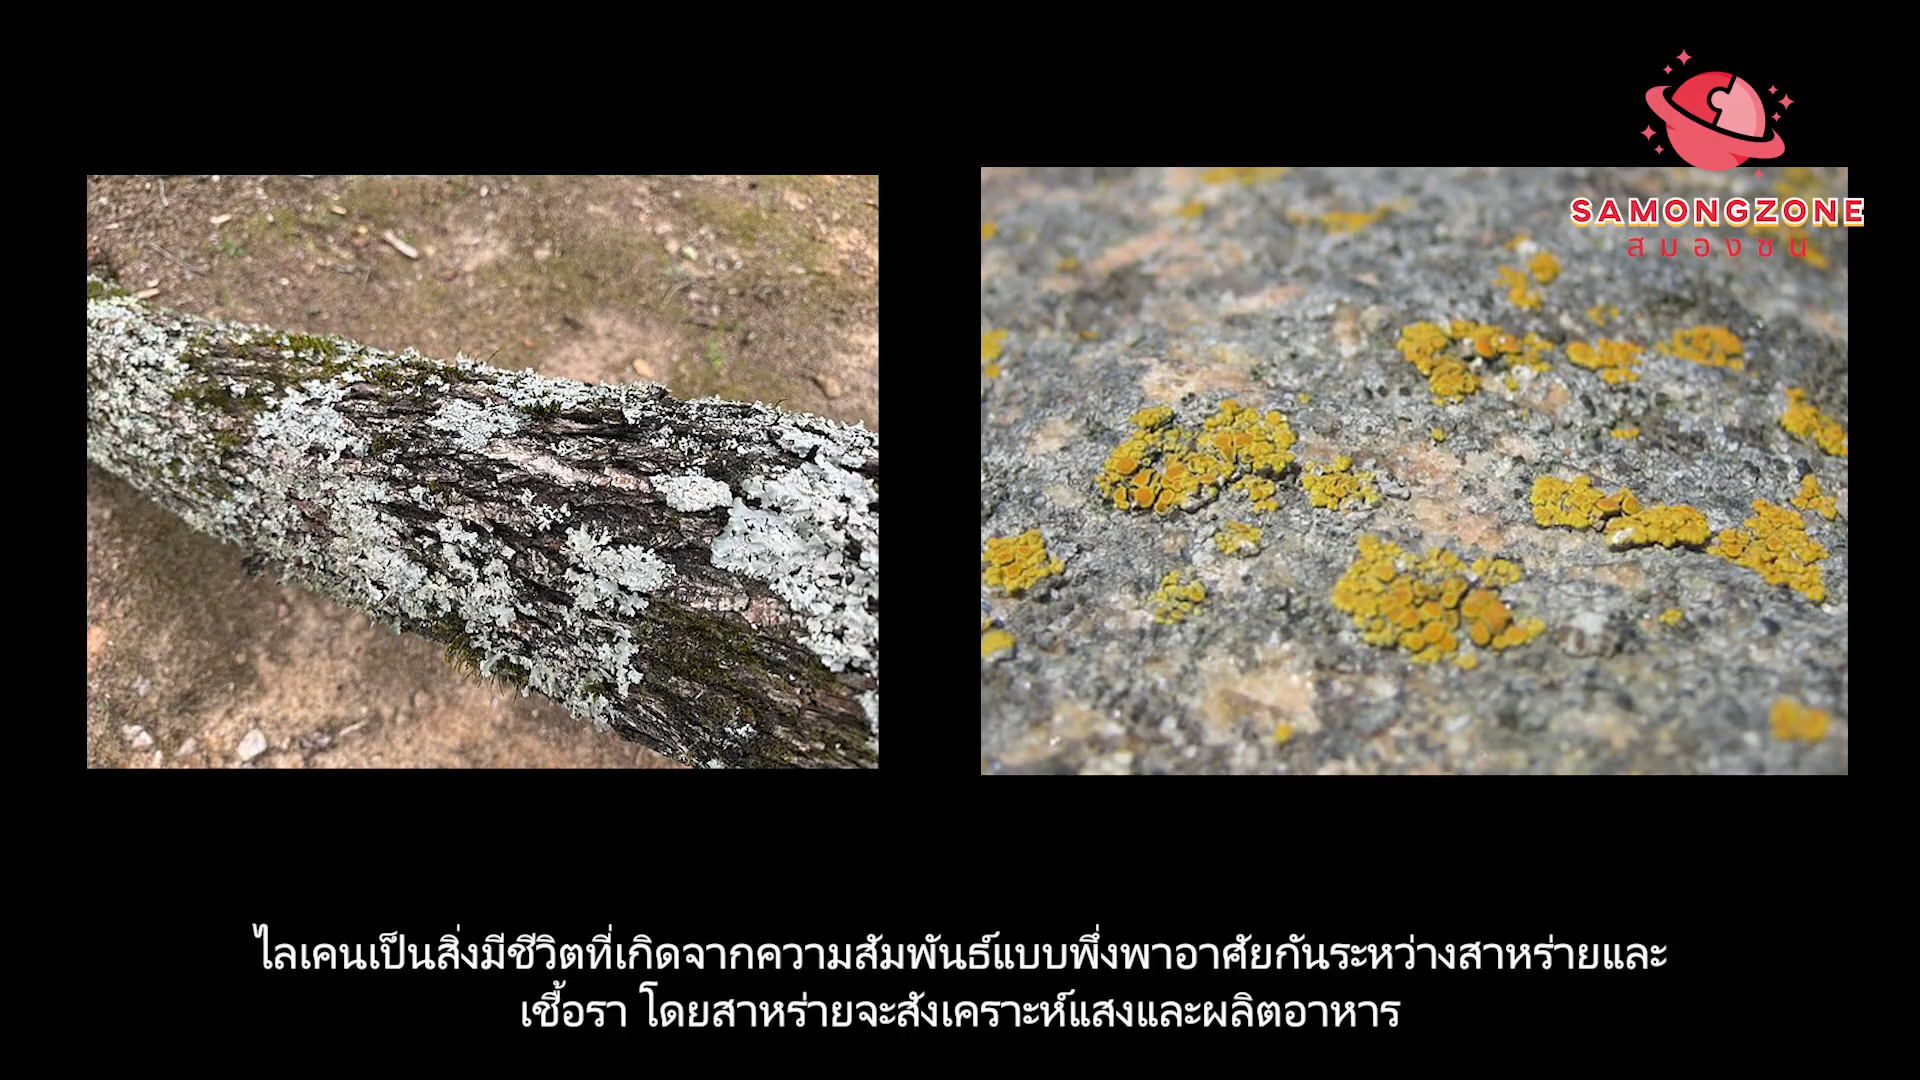 SAMONGZONE
สมองซน
ไลเคนเป็นสิ่งมีชีวิตที่เกิดจากความสัมพันธ์แบบพึ่งพาอาศัยกันระหว่างสาหร่ายและ
เชื้อรา โดยสาหร่ายจะสังเคราะห์แสงและผลิตอาหาร